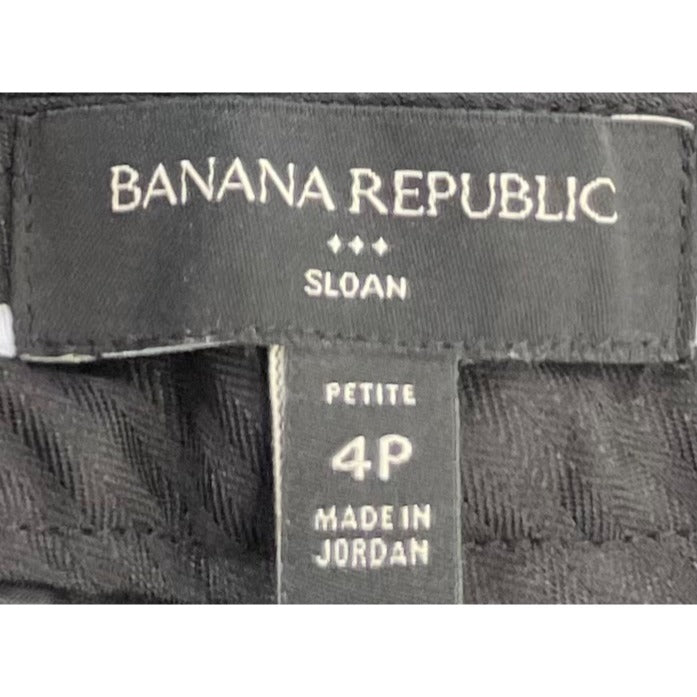 BANANA REPUBLIC
SLOAN
PETITE
4P
MADE IN
JORDAN